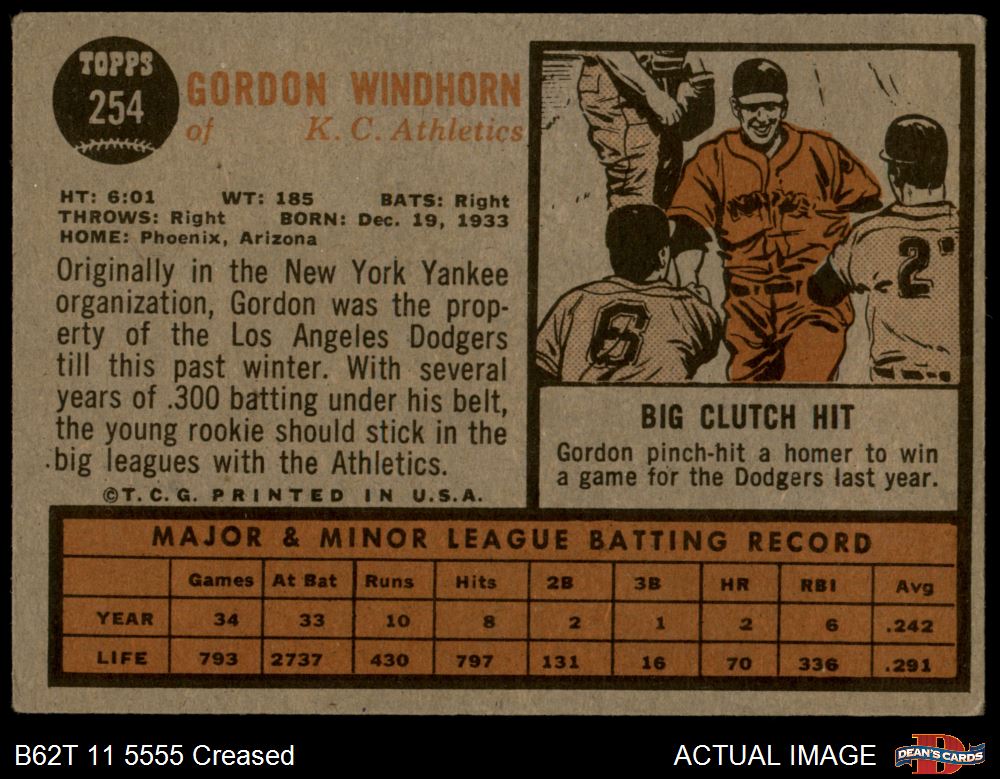 TOPPS
254
GORDON WINDHORN
of K. C. Athletics
HT: 6:01 WT: 185 BATS: Right
THROWS: Right BORN: Dec. 19, 1933
HOME: Phoenix, Arizona
Originally in the New York Yankee
organization, Gordon was the prop-
erty of the Los Angeles Dodgers
till this past winter. With several
years of .300 batting under his belt,
the young rookie should stick in the
big leagues with the Athletics.
©T.C.G. PRINTED IN U.S.A.
6
2
BIG CLUTCH HIT
Gordon pinch-hit a homer to win
a game for the Dodgers last year.
MAJOR & MINOR LEAGUE BATTING RECORD
Games At Bat Runs Hits 2B 3B HR RBI Avg
YEAR 34 33 10 8 2 1 2 6 .242
LIFE 793 2737 430 797 131 16 70 336 .291
B62T 11 5555 Creased
ACTUAL IMAGE
DEAN'S CARDS